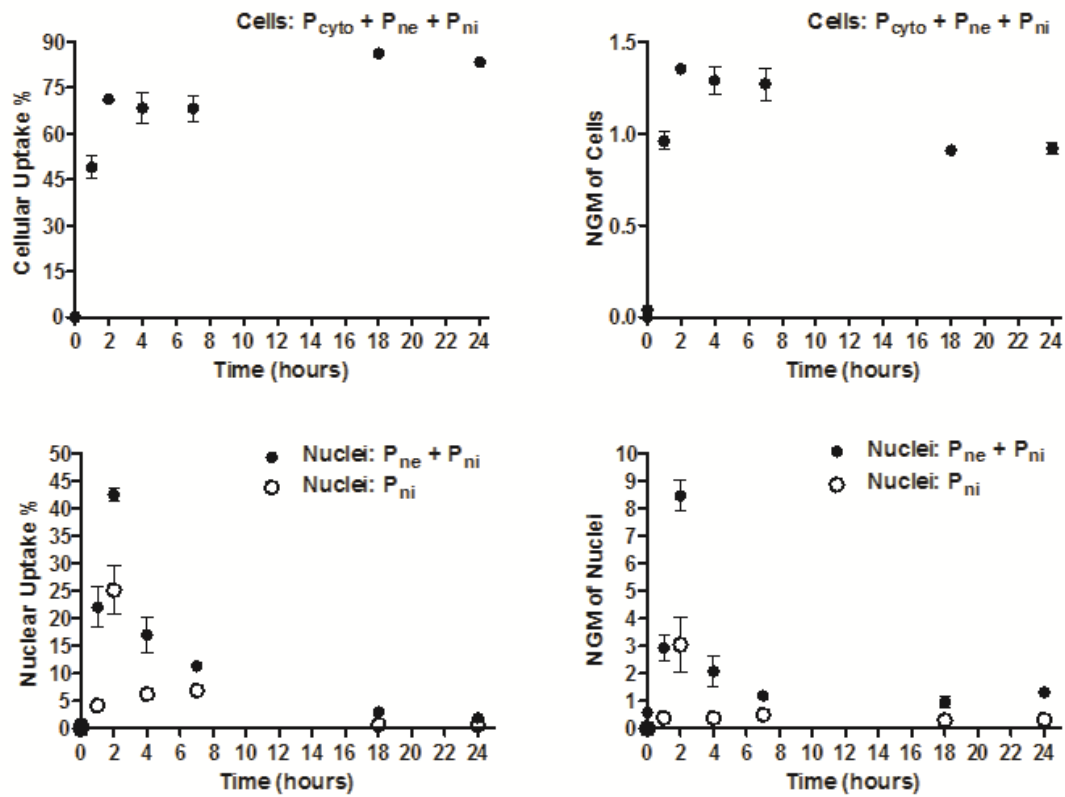 Cells: Pcyto + Pne + Pni
90
75
60
45
30
15
0
Cellular Uptake %
0 2 4 6 8 10 12 14 16 18 20 22 24
Time (hours)
Cells: Pcyto + Pne + Pni
1.5
1.0
0.5
0.0
NGM of Cells
0 2 4 6 8 10 12 14 16 18 20 22 24
Time (hours)
Nuclei: Pne + Pni
Nuclei: Pni
50
45
40
35
30
25
20
15
10
5
0
Nuclear Uptake %
0 2 4 6 8 10 12 14 16 18 20 22 24
Time (hours)
Nuclei: Pne + Pni
Nuclei: Pni
10
9
8
7
6
5
4
3
2
1
0
NGM of Nuclei
0 2 4 6 8 10 12 14 16 18 20 22 24
Time (hours)